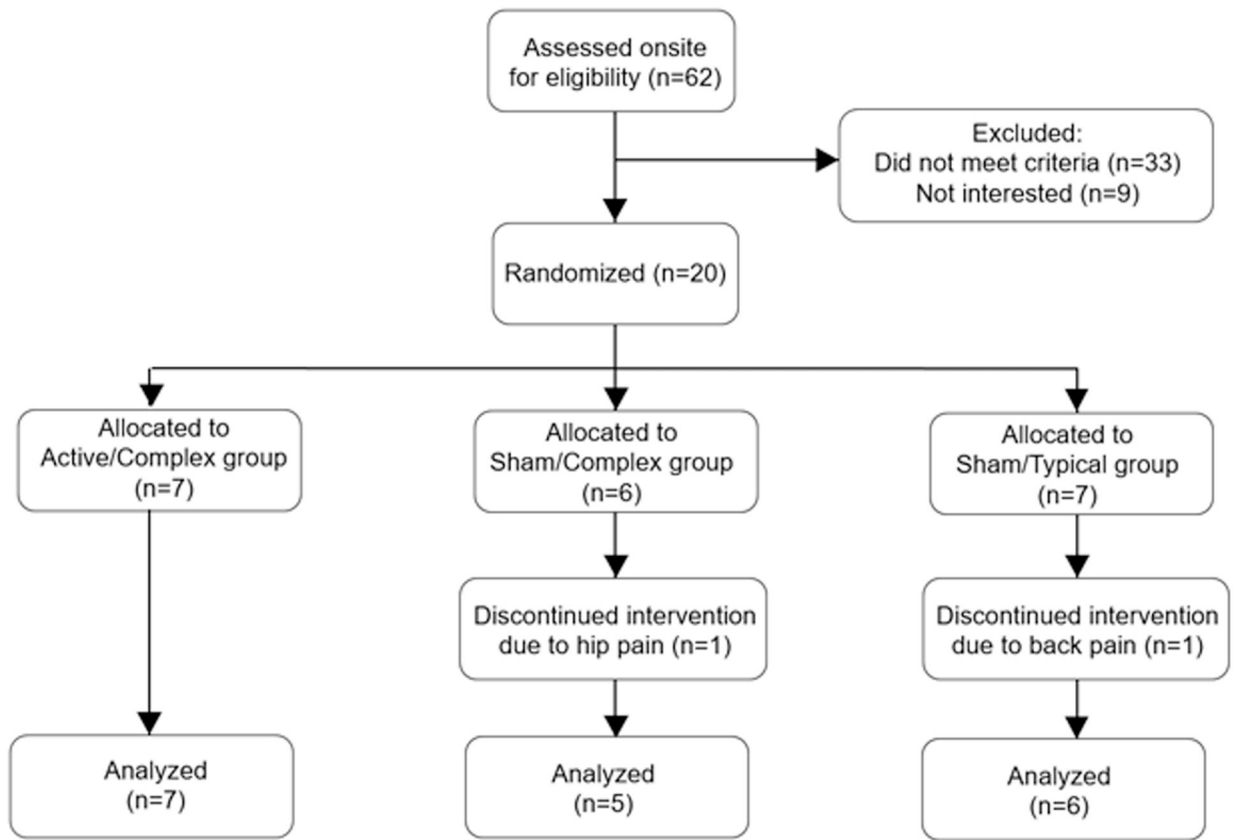 Assessed onsite
for eligibility (n=62)
Excluded:
Did not meet criteria (n=33)
Not interested (n=9)
Randomized (n=20)
Allocated to
Active/Complex group
(n=7)
Allocated to
Sham/Complex group
(n=6)
Allocated to
Sham/Typical group
(n=7)
Discontinued intervention
due to hip pain (n=1)
Discontinued intervention
due to back pain (n=1)
Analyzed
(n=7)
Analyzed
(n=5)
Analyzed
(n=6)